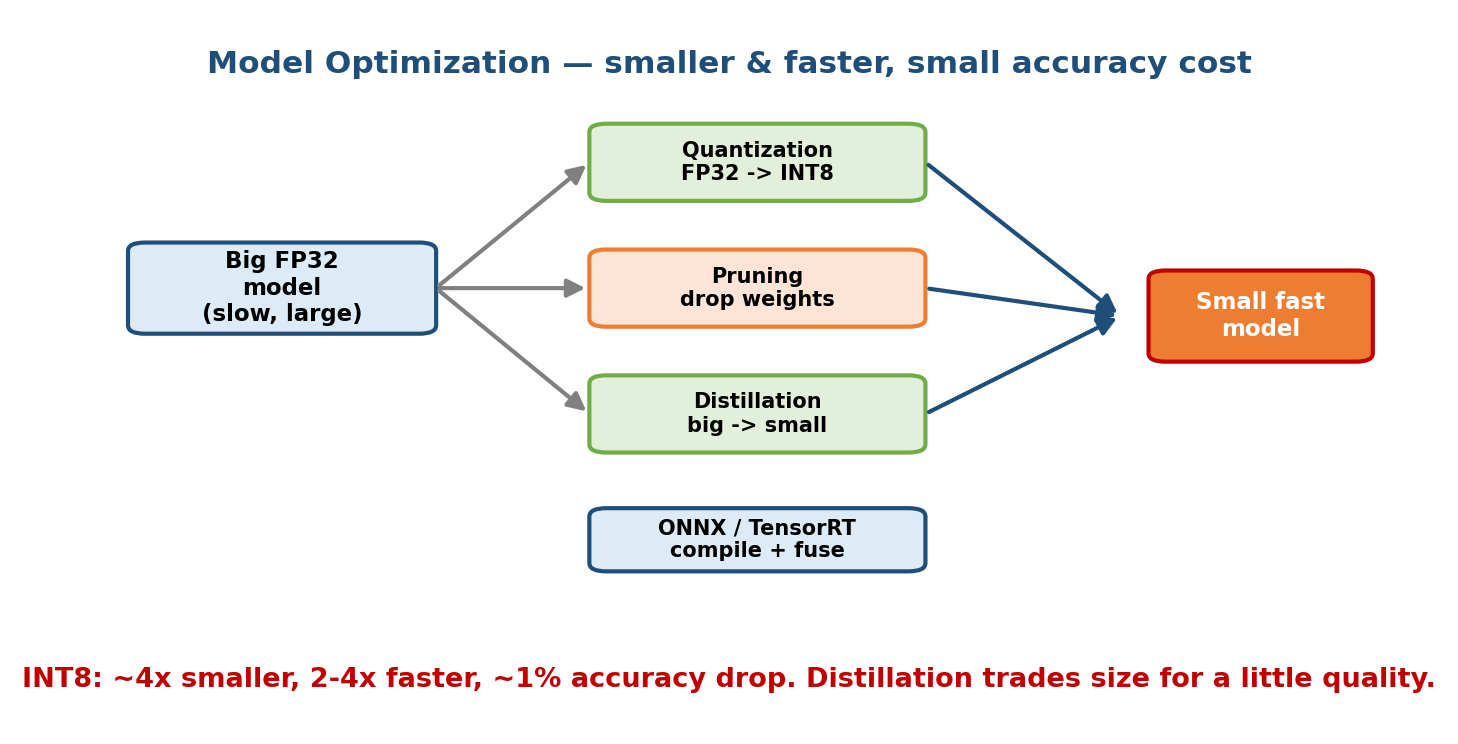 Model Optimization — smaller & faster, small accuracy cost
Quantization
FP32 -> INT8
Big FP32
model
(slow, large)
Pruning
drop weights
Small fast
model
Distillation
big -> small
ONNX / TensorRT
compile + fuse
INT8: ~4x smaller, 2-4x faster, ~1% accuracy drop. Distillation trades size for a little quality.